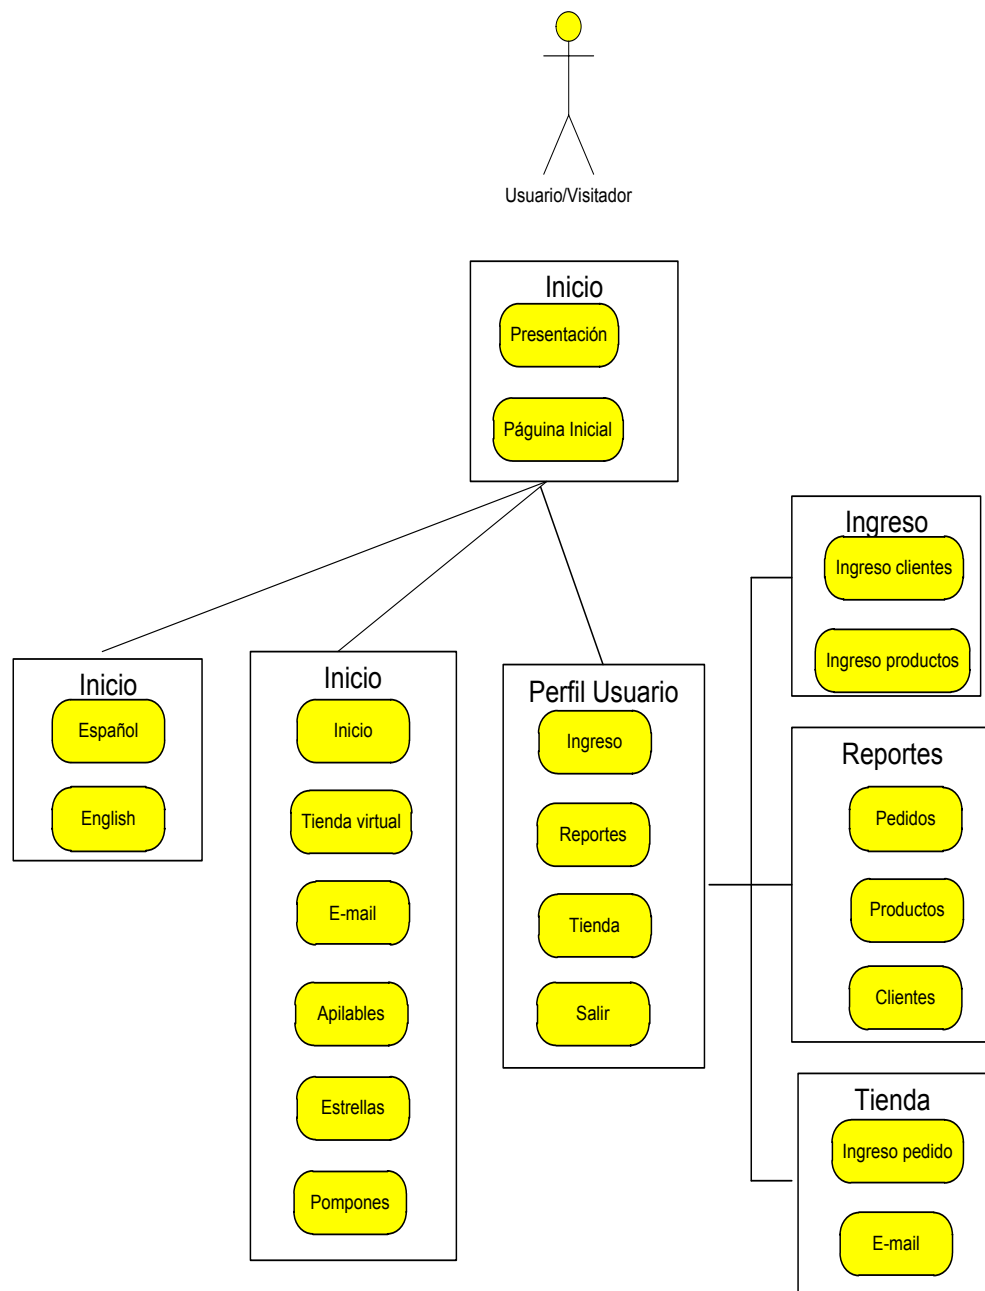 Usuario/Visitador
Inicio
Presentación
Páguina Inicial
Inicio
Español
English
Inicio
Inicio
Tienda virtual
E-mail
Apilables
Estrellas
Pompones
Perfil Usuario
Ingreso
Reportes
Tienda
Salir
Ingreso
Ingreso clientes
Ingreso productos
Reportes
Pedidos
Productos
Clientes
Tienda
Ingreso pedido
E-mail